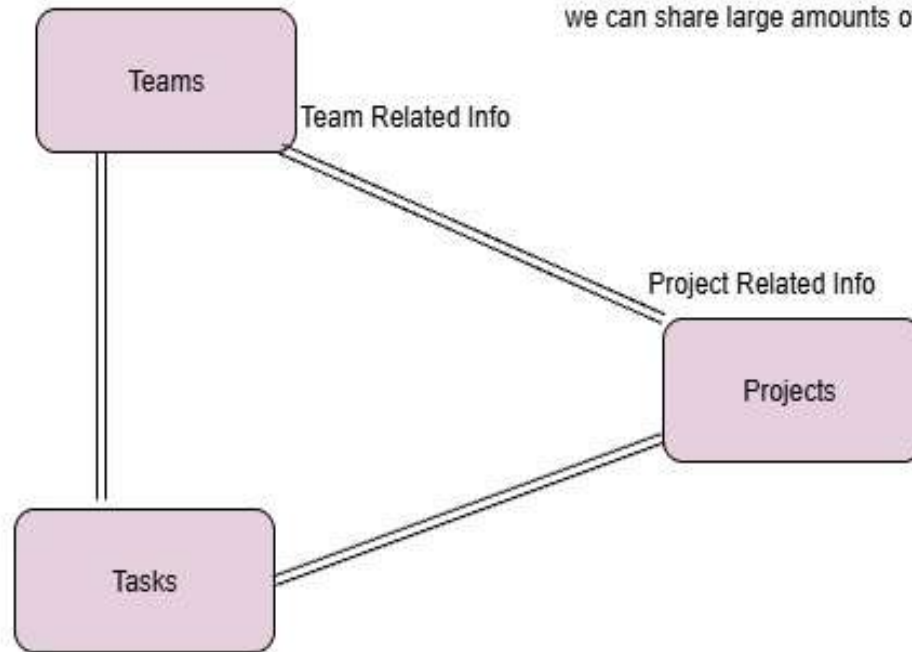 we can share large amounts o
Teams
Team Related Info
Project Related Info
Projects
Tasks